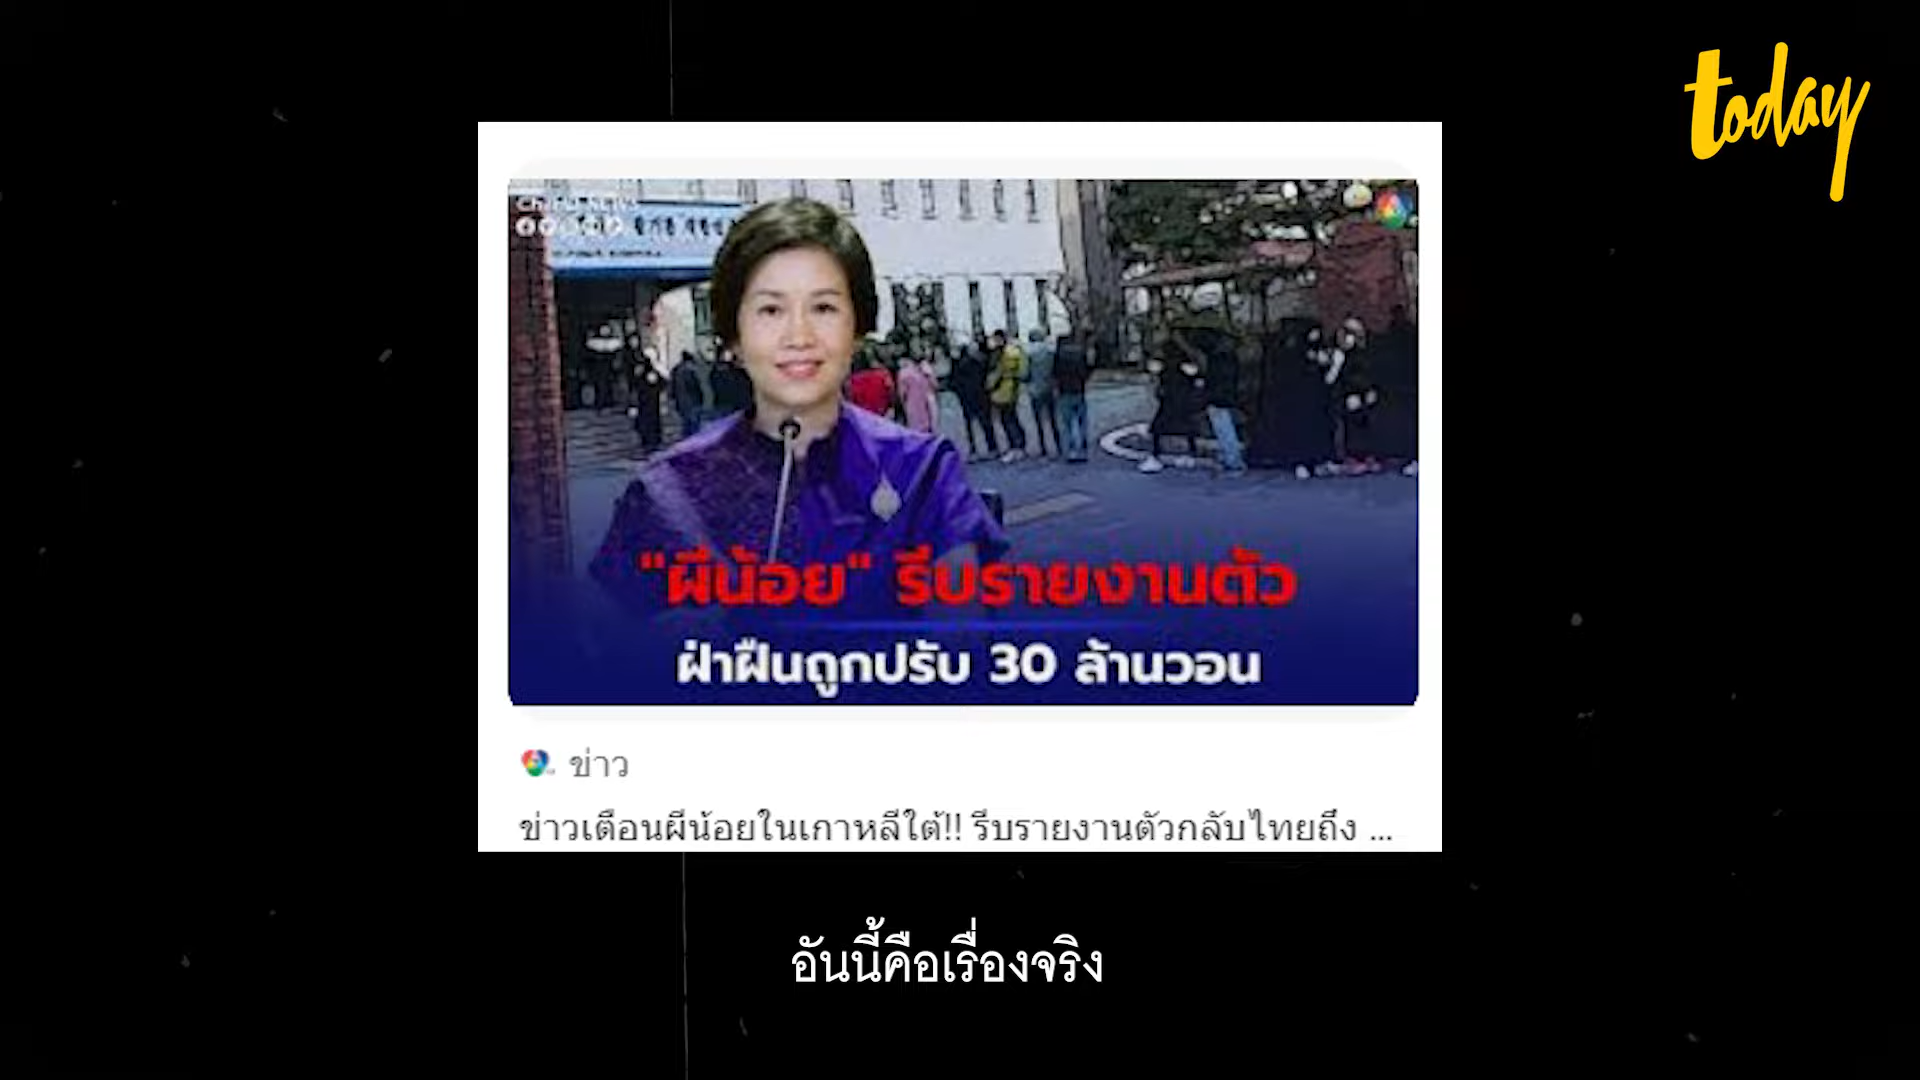 today
"ผีน้อย" รีบรายงานตัว
ฝ่าฝืนถูกปรับ 30 ล้านวอน
ข่าว
ข่าวเตือนผีน้อยในเกาหลีใต้!! รีบรายงานตัวกลับไทยถึง ...
อันนี้คือเรื่องจริง